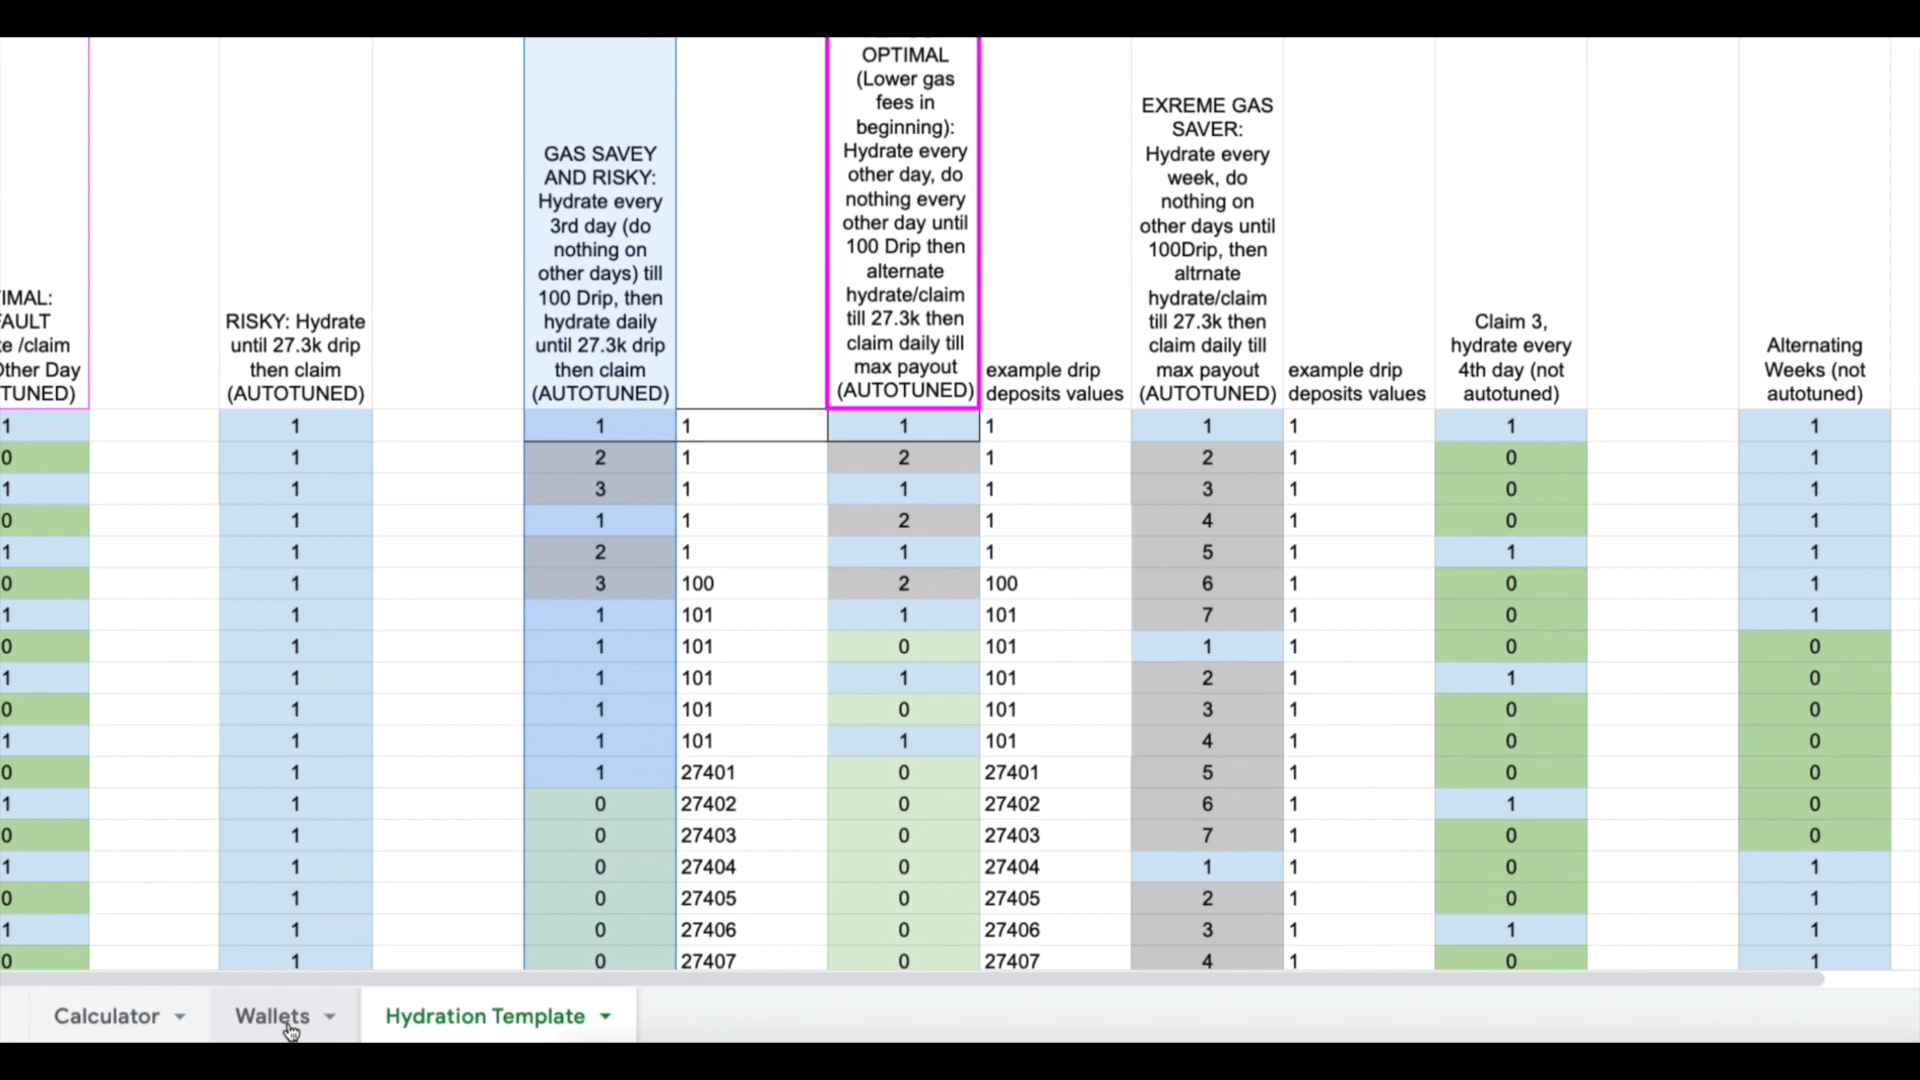 IMAL:
AULT
e /claim
Other Day
TUNED)
RISKY: Hydrate
until 27.3k drip
then claim
(AUTOTUNED)
GAS SAVEY
AND RISKY:
Hydrate every
3rd day (do
nothing on
other days) till
100 Drip, then
hydrate daily
until 27.3k drip
then claim
(AUTOTUNED)
OPTIMAL
(Lower gas
fees in
beginning):
Hydrate every
other day, do
nothing every
other day until
100 Drip then
alternate
hydrate/claim
till 27.3k then
claim daily till
max payout
(AUTOTUNED)
example drip
deposits values
EXREME GAS
SAVER:
Hydrate every
week, do
nothing on
other days until
100Drip, then
altrnate
hydrate/claim
till 27.3k then
claim daily till
max payout
(AUTOTUNED)
example drip
deposits values
Claim 3,
hydrate every
4th day (not
autotuned)
Alternating
Weeks (not
autotuned)
1 1 1 1 1 1 1 1 1 1
0 1 2 1 2 1 2 1 0 1
1 1 3 1 1 1 3 1 0 1
0 1 1 1 2 1 4 1 0 1
1 1 2 1 1 1 5 1 1 1
0 1 3 100 2 100 6 1 0 1
1 1 1 101 1 101 7 1 0 1
0 1 1 101 0 101 1 1 0 0
1 1 1 101 1 101 2 1 1 0
0 1 1 101 0 101 3 1 0 0
1 1 1 101 1 101 4 1 0 0
0 1 1 27401 0 27401 5 1 0 0
1 1 0 27402 0 27402 6 1 1 0
0 1 0 27403 0 27403 7 1 0 0
1 1 0 27404 0 27404 1 1 0 1
0 1 0 27405 0 27405 2 1 0 1
1 1 0 27406 0 27406 3 1 1 1
0 1 0 27407 0 27407 4 1 0 1
Calculator Wallets Hydration Template